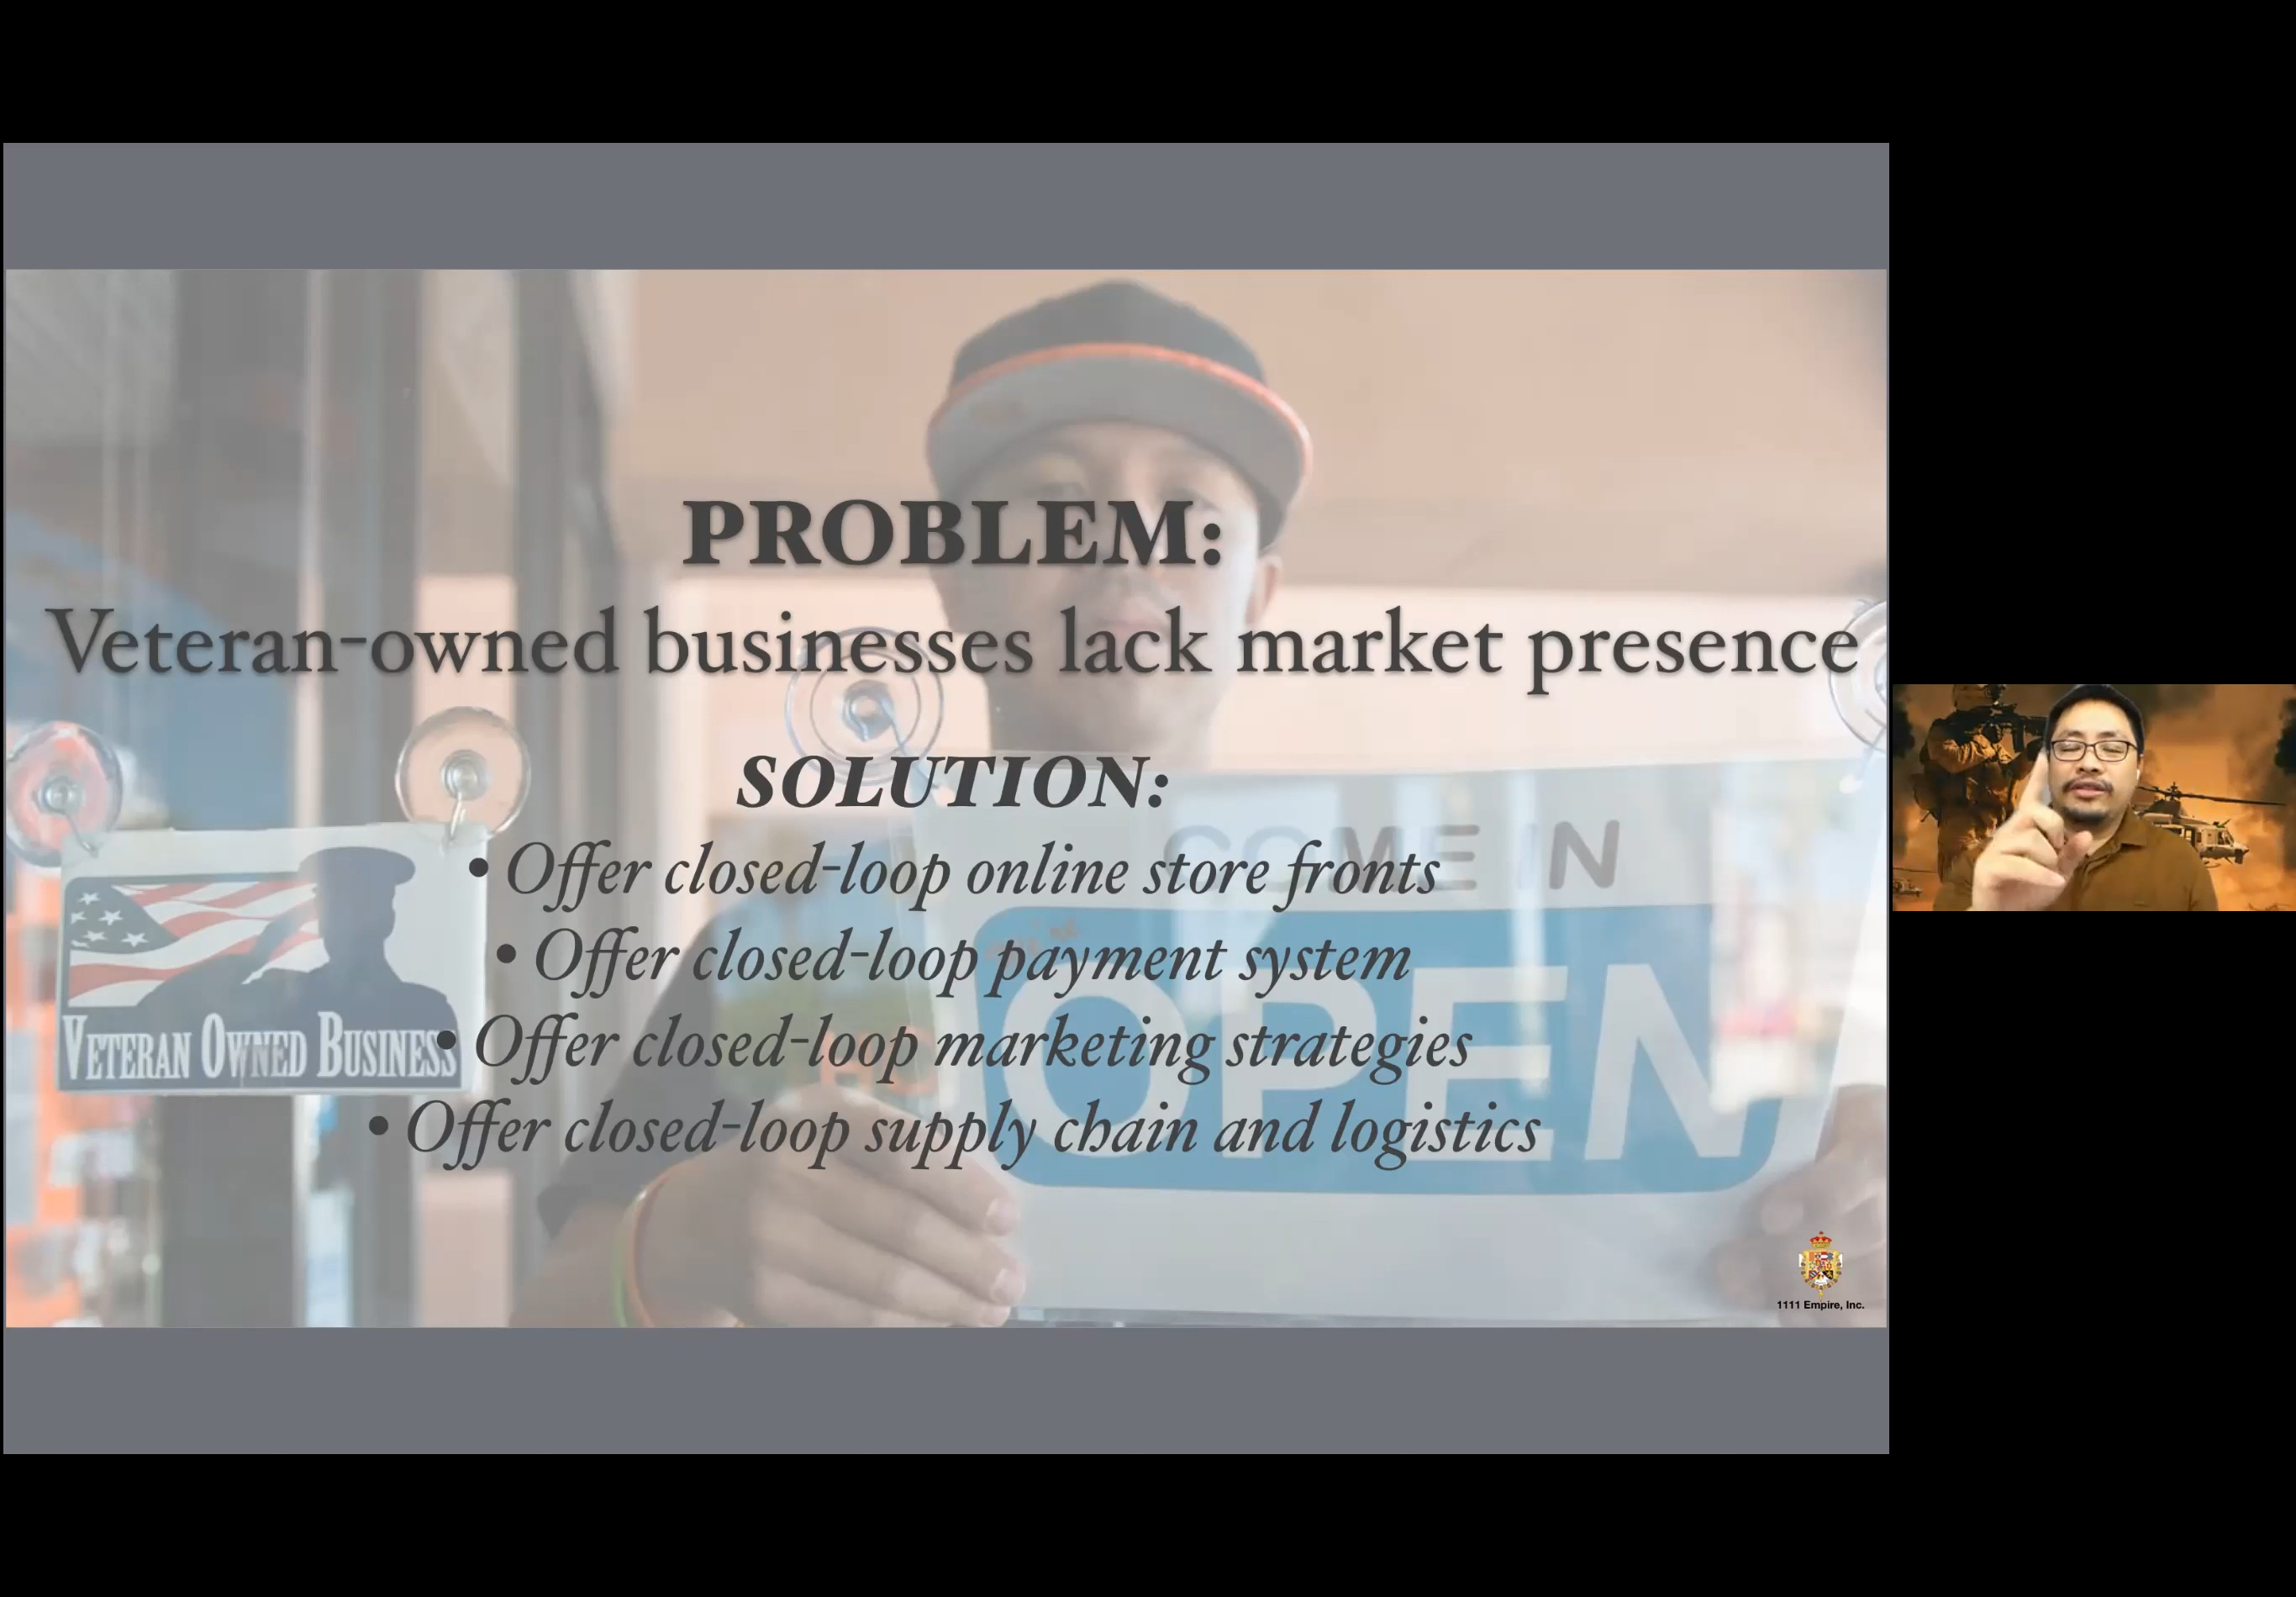 PROBLEM:
Veteran-owned businesses lack market presence
SOLUTION:
• Offer closed-loop online store fronts
• Offer closed-loop payment system
• Offer closed-loop marketing strategies
• Offer closed-loop supply chain and logistics
COME IN
we're
OPEN
VETERAN OWNED BUSINESS
1111 Empire, Inc.